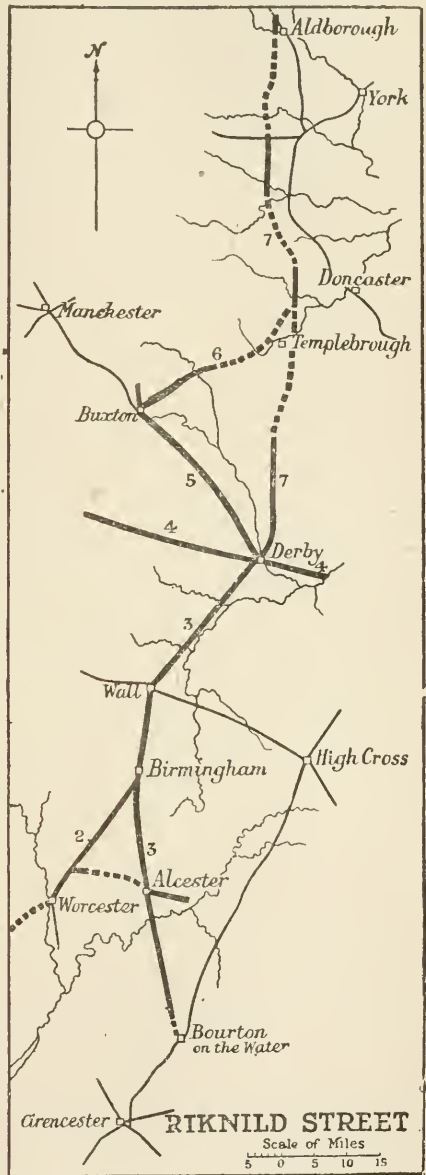 N
Aldborough
York
7
Doncaster
Manchester
Templebrough
6
Buxton
5
7
4
Derby
4
3
Wall
High Cross
Birmingham
2
3
Alcester
Worcester
Bourton
on the Water
Cirencester
RIKNILD STREET
Scale of Miles
5 0 5 10 15